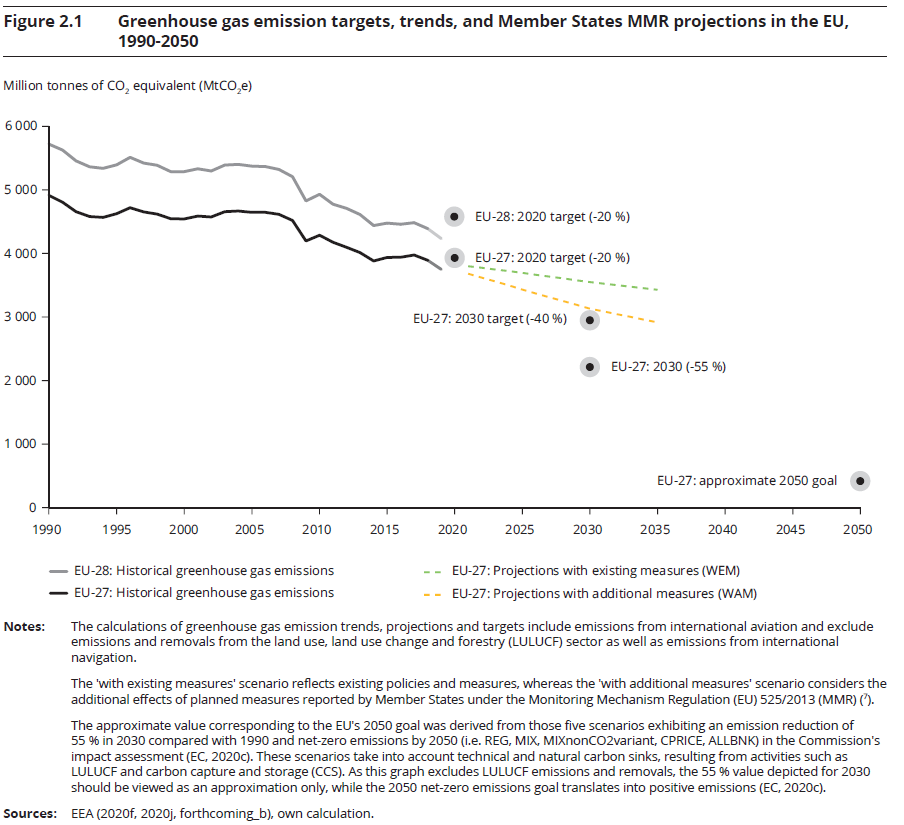 Figure 2.1 Greenhouse gas emission targets, trends, and Member States MMR projections in the EU,
1990-2050
Million tonnes of CO2 equivalent (MtCO2e)
6 000
5 000
4 000
3 000
2 000
1 000
0
EU-28: 2020 target (-20 %)
EU-27: 2020 target (-20 %)
EU-27: 2030 target (-40 %)
EU-27: 2030 (-55 %)
EU-27: approximate 2050 goal
1990 1995 2000 2005 2010 2015 2020 2025 2030 2035 2040 2045 2050
EU-28: Historical greenhouse gas emissions
EU-27: Historical greenhouse gas emissions
EU-27: Projections with existing measures (WEM)
EU-27: Projections with additional measures (WAM)
Notes: The calculations of greenhouse gas emission trends, projections and targets include emissions from international aviation and exclude
emissions and removals from the land use, land use change and forestry (LULUCF) sector as well as emissions from international
navigation.
The 'with existing measures' scenario reflects existing policies and measures, whereas the 'with additional measures' scenario considers the
additional effects of planned measures reported by Member States under the Monitoring Mechanism Regulation (EU) 525/2013 (MMR) (⁷).
The approximate value corresponding to the EU's 2050 goal was derived from those five scenarios exhibiting an emission reduction of
55 % in 2030 compared with 1990 and net-zero emissions by 2050 (i.e. REG, MIX, MIXnonCO2variant, CPRICE, ALLBNK) in the Commission's
impact assessment (EC, 2020c). These scenarios take into account technical and natural carbon sinks, resulting from activities such as
LULUCF and carbon capture and storage (CCS). As this graph excludes LULUCF emissions and removals, the 55 % value depicted for 2030
should be viewed as an approximation only, while the 2050 net-zero emissions goal translates into positive emissions (EC, 2020c).
Sources: EEA (2020f, 2020j, forthcoming_b), own calculation.